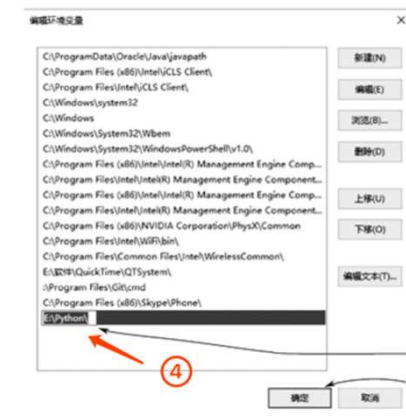 编辑环境变量
C:\ProgramData\Oracle\Java\javapath
C:\Program Files (x86)\Intel\iCLS Client\
C:\Program Files\Intel\iCLS Client\
C:\Windows\system32
C:\Windows
C:\Windows\System32\Wbem
C:\Windows\System32\WindowsPowerShell\v1.0\
C:\Program Files (x86)\Intel\Intel(R) Management Engine Comp...
C:\Program Files\Intel\Intel(R) Management Engine Component...
C:\Program Files (x86)\Intel\Intel(R) Management Engine Comp...
C:\Program Files\Intel\Intel(R) Management Engine Component...
C:\Program Files (x86)\NVIDIA Corporation\PhysX\Common
C:\Program Files\Intel\WiFi\bin\
C:\Program Files\Common Files\Intel\WirelessCommon\
E:\软件\QuickTime\QTSystem\
:\Program Files\Git\cmd
C:\Program Files (x86)\Skype\Phone\
E:\Python\
新建(N)
编辑(E)
浏览(B)...
删除(D)
上移(U)
下移(O)
编辑文本(T)...
④
确定
取消